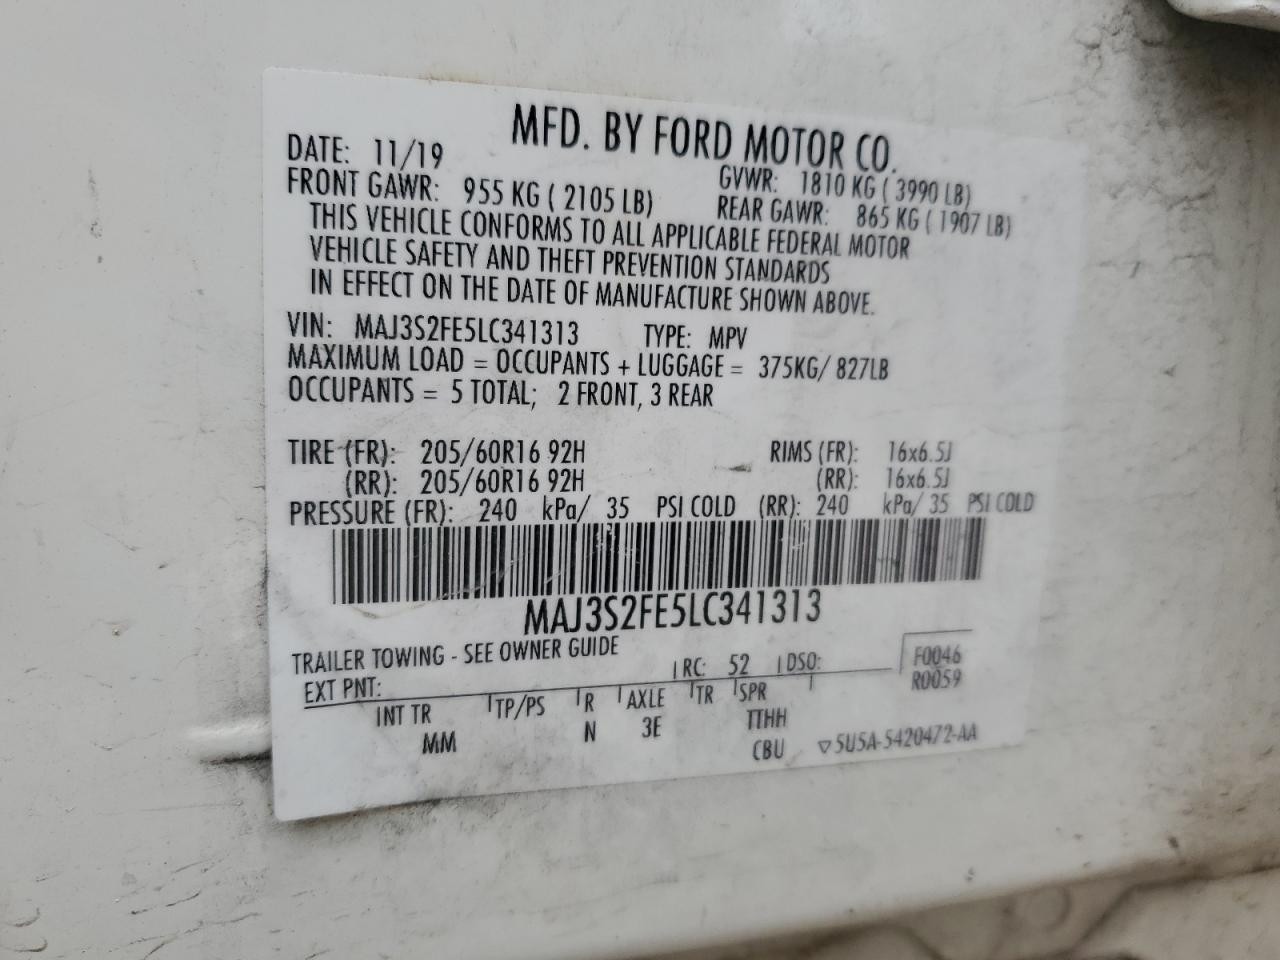 MFD. BY FORD MOTOR CO.
DATE: 11/19 GVWR: 1810 KG ( 3990 LB)
FRONT GAWR: 955 KG ( 2105 LB) REAR GAWR: 865 KG ( 1907 LB)
THIS VEHICLE CONFORMS TO ALL APPLICABLE FEDERAL MOTOR
VEHICLE SAFETY AND THEFT PREVENTION STANDARDS
IN EFFECT ON THE DATE OF MANUFACTURE SHOWN ABOVE.
VIN: MAJ3S2FE5LC341313 TYPE: MPV
MAXIMUM LOAD = OCCUPANTS + LUGGAGE = 375KG/ 827LB
OCCUPANTS = 5 TOTAL; 2 FRONT, 3 REAR
TIRE (FR): 205/60R16 92H RIMS (FR): 16x6.5J
(RR): 205/60R16 92H (RR): 16x6.5J
PRESSURE (FR): 240 kPa/ 35 PSI COLD (RR): 240 kPa/ 35 PSI COLD
MAJ3S2FE5LC341313
TRAILER TOWING - SEE OWNER GUIDE
EXT PNT: RC: 52 DSO: F0046
R0059
INT TR TP/PS R AXLE TR SPR
MM N 3E TTHH
CBU ▽5U5A-5420472-AA